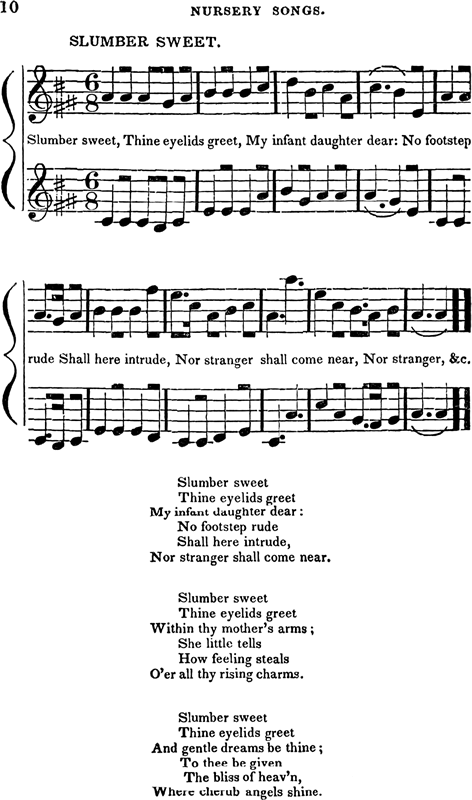 10 NURSERY SONGS.
SLUMBER SWEET.
6
8
Slumber sweet, Thine eyelids greet, My infant daughter dear: No footstep
6
8
rude Shall here intrude, Nor stranger shall come near, Nor stranger, &c.
Slumber sweet
Thine eyelids greet
My infant daughter dear:
No footstep rude
Shall here intrude,
Nor stranger shall come near.
Slumber sweet
Thine eyelids greet
Within thy mother's arms;
She little tells
How feeling steals
O'er all thy rising charms.
Slumber sweet
Thine eyelids greet
And gentle dreams be thine;
To thee be given
The bliss of heav'n,
Where cherub angels shine.